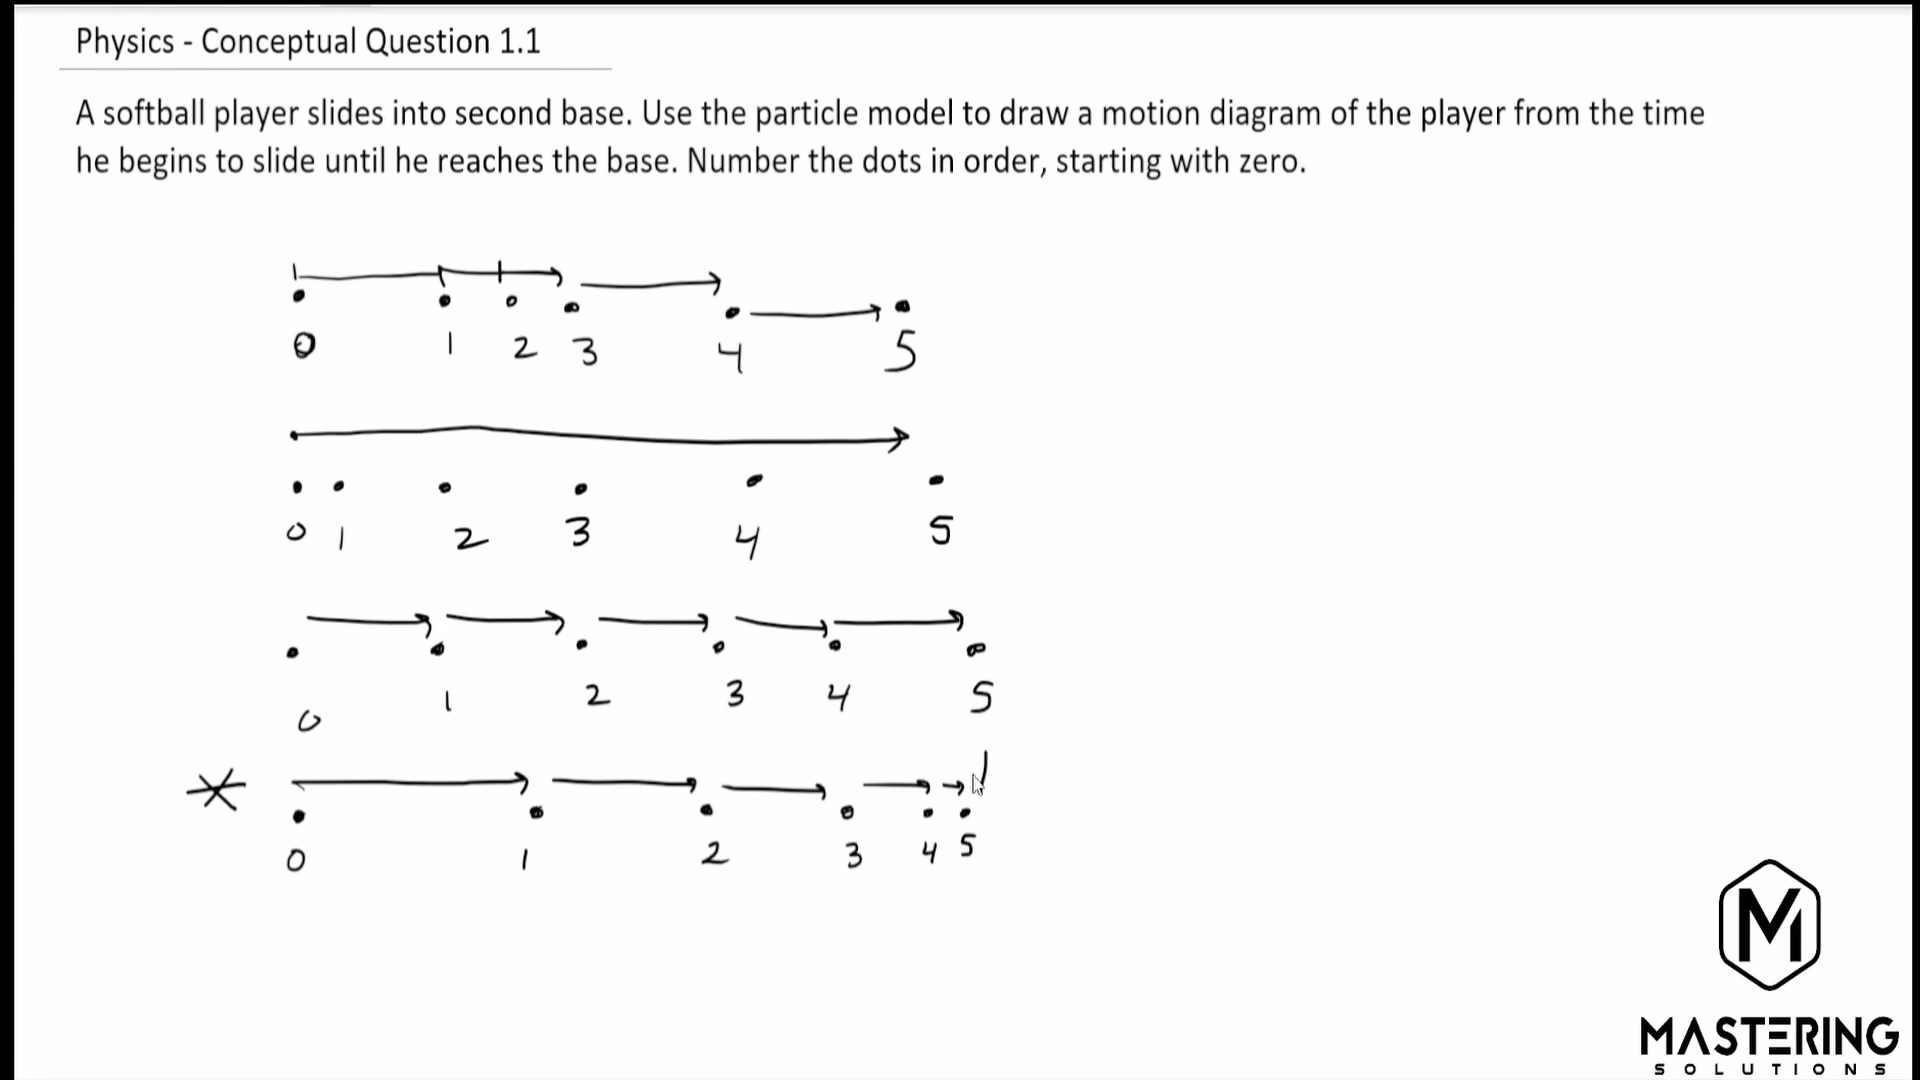 Physics - Conceptual Question 1.1
A softball player slides into second base. Use the particle model to draw a motion diagram of the player from the time
he begins to slide until he reaches the base. Number the dots in order, starting with zero.
0 1 2 3 4 5
0 1 2 3 4 5
0 1 2 3 4 5
0 1 2 3 4 5
M
MASTERING
SOLUTIONS